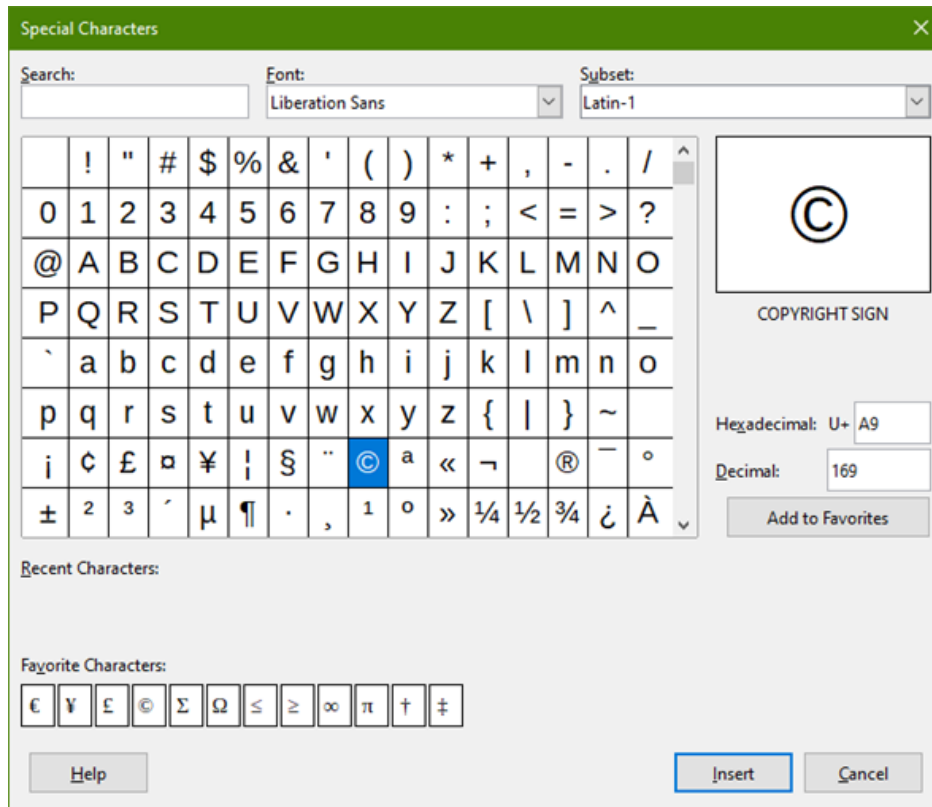 Special Characters
Search:
Font:
Subset:
Liberation Sans
Latin-1
! " # $ % & ' ( ) * + , - . /
0 1 2 3 4 5 6 7 8 9 : ; < = > ?
@ A B C D E F G H I J K L M N O
P Q R S T U V W X Y Z [ \ ] ^ _
` a b c d e f g h i j k l m n o
p q r s t u v w x y z { | } ~
¡ ¢ £ ¤ ¥ ¦ § ¨ © ª « ¬ ® ¯ °
± ² ³ ´ µ ¶ · ¸ ¹ º » ¼ ½ ¾ ¿ À
©
COPYRIGHT SIGN
Hexadecimal: U+ A9
Decimal: 169
Add to Favorites
Recent Characters:
Favorite Characters:
€ ¥ £ © Σ Ω ≤ ≥ ∞ π † ‡
Help
Insert
Cancel